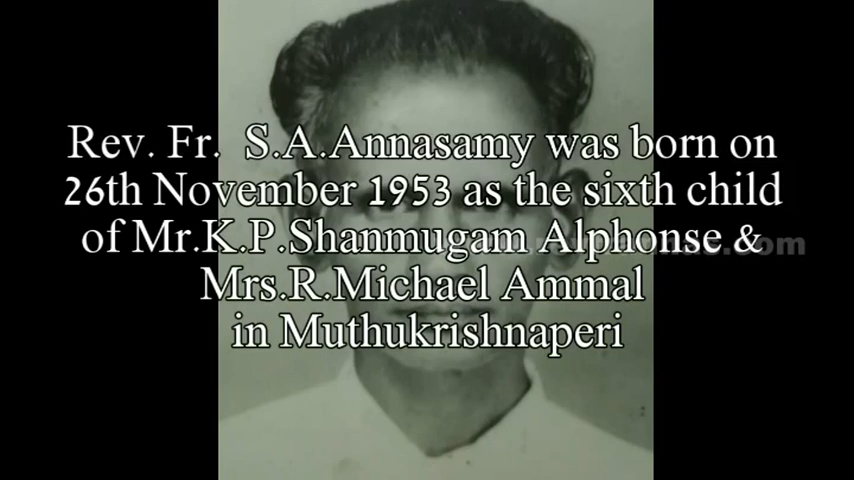 Rev. Fr.  S.A.Annasamy was born on
26th November 1953 as the sixth child
of Mr.K.P.Shanmugam Alphonse &
Mrs.R.Michael Ammal
in Muthukrishnaperi